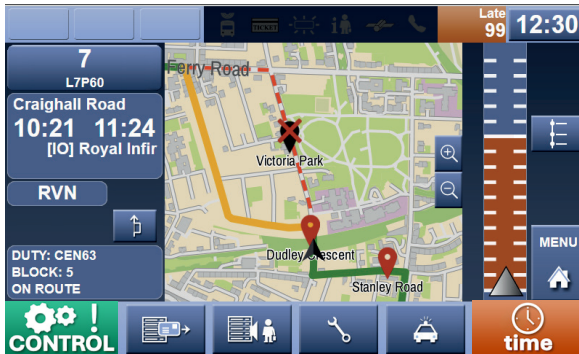 TICKET
Late
99
12:30
7
L7P60
Craighall Road
10:21 11:24
[IO] Royal Infir
RVN
DUTY: CEN63
BLOCK: 5
ON ROUTE
Ferry Road
Victoria Park
Dudley Crescent
Stanley Road
MENU
CONTROL
time